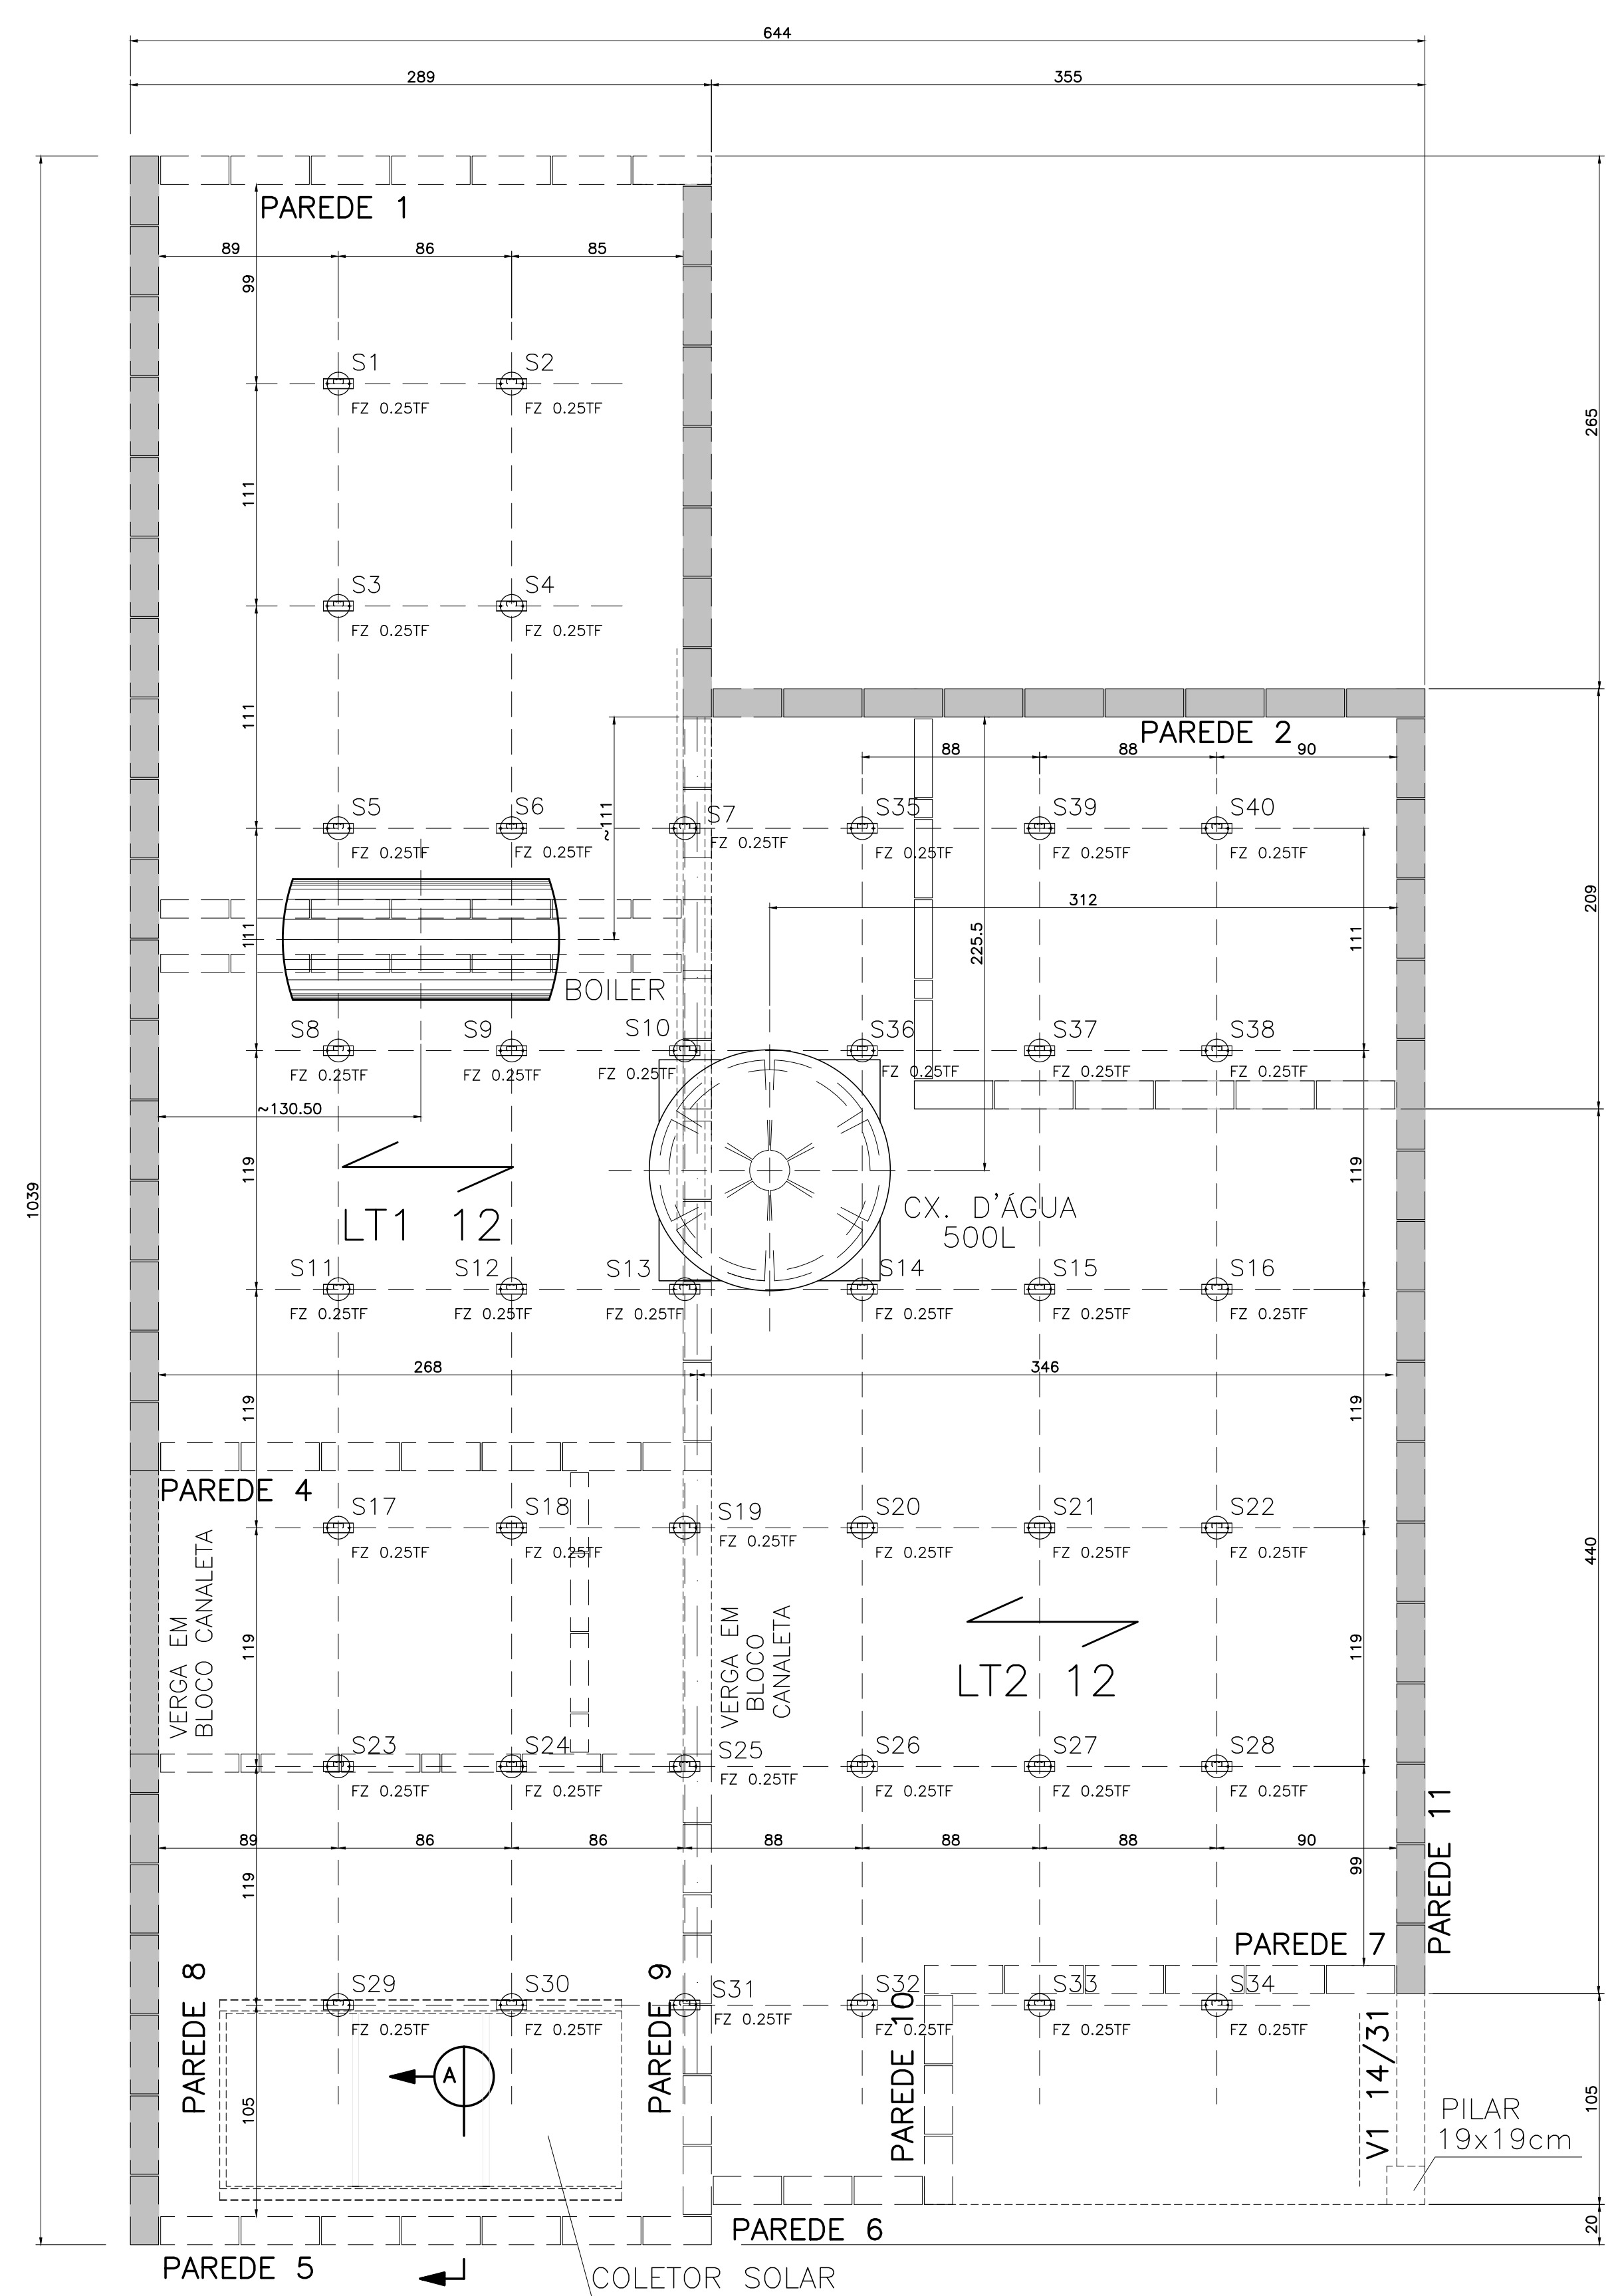 644
289
355
PAREDE 1
89
86
85
99
S1
S2
FZ 0.25TF
FZ 0.25TF
265
111
S3
S4
FZ 0.25TF
FZ 0.25TF
111
PAREDE 2
88
88
90
S5
S6
S7
S35
S39
S40
FZ 0.25TF
FZ 0.25TF
FZ 0.25TF
FZ 0.25TF
FZ 0.25TF
FZ 0.25TF
~111
312
209
111
225.5
111
BOILER
S8
S9
S10
S36
S37
S38
FZ 0.25TF
FZ 0.25TF
FZ 0.25TF
FZ 0.25TF
FZ 0.25TF
FZ 0.25TF
~130.50
119
119
1039
LT1 12
CX. D'ÁGUA
500L
S11
S12
S13
S14
S15
S16
FZ 0.25TF
FZ 0.25TF
FZ 0.25TF
FZ 0.25TF
FZ 0.25TF
FZ 0.25TF
268
346
119
119
PAREDE 4
S17
S18
S19
S20
S21
S22
FZ 0.25TF
FZ 0.25TF
FZ 0.25TF
FZ 0.25TF
FZ 0.25TF
FZ 0.25TF
440
VERGA EM
BLOCO CANALETA
119
VERGA EM
BLOCO
CANALETA
119
LT2 12
S23
S24
S25
S26
S27
S28
FZ 0.25TF
FZ 0.25TF
FZ 0.25TF
FZ 0.25TF
FZ 0.25TF
FZ 0.25TF
89
86
86
88
88
88
90
119
99
PAREDE 11
PAREDE 7
PAREDE 8
S29
S30
PAREDE 9
S31
S32
S33
S34
FZ 0.25TF
FZ 0.25TF
FZ 0.25TF
FZ 0.25TF
FZ 0.25TF
FZ 0.25TF
PAREDE 10
V1 14/31
A
105
105
PILAR
19x19cm
20
PAREDE 6
PAREDE 5
COLETOR SOLAR